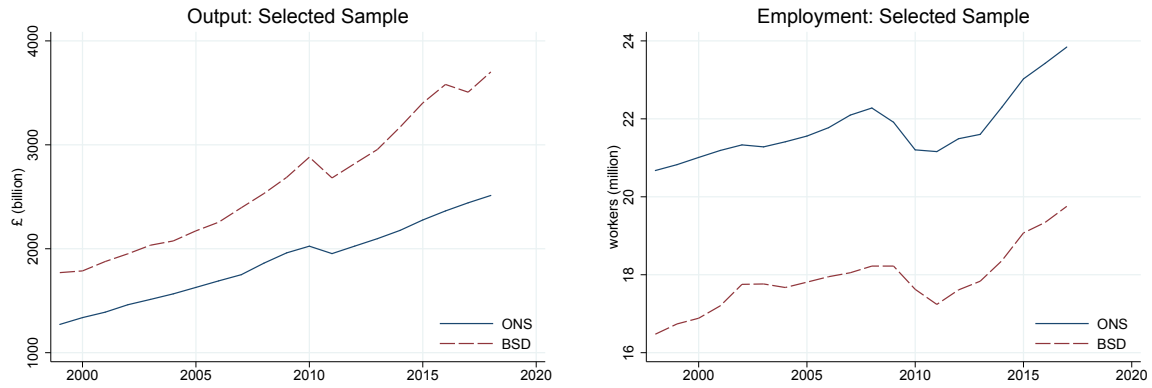 Output: Selected Sample
£ (billion)
4000
3000
2000
1000
2000
2005
2010
2015
2020
ONS
BSD
Employment: Selected Sample
workers (million)
24
22
20
18
16
2000
2005
2010
2015
2020
ONS
BSD